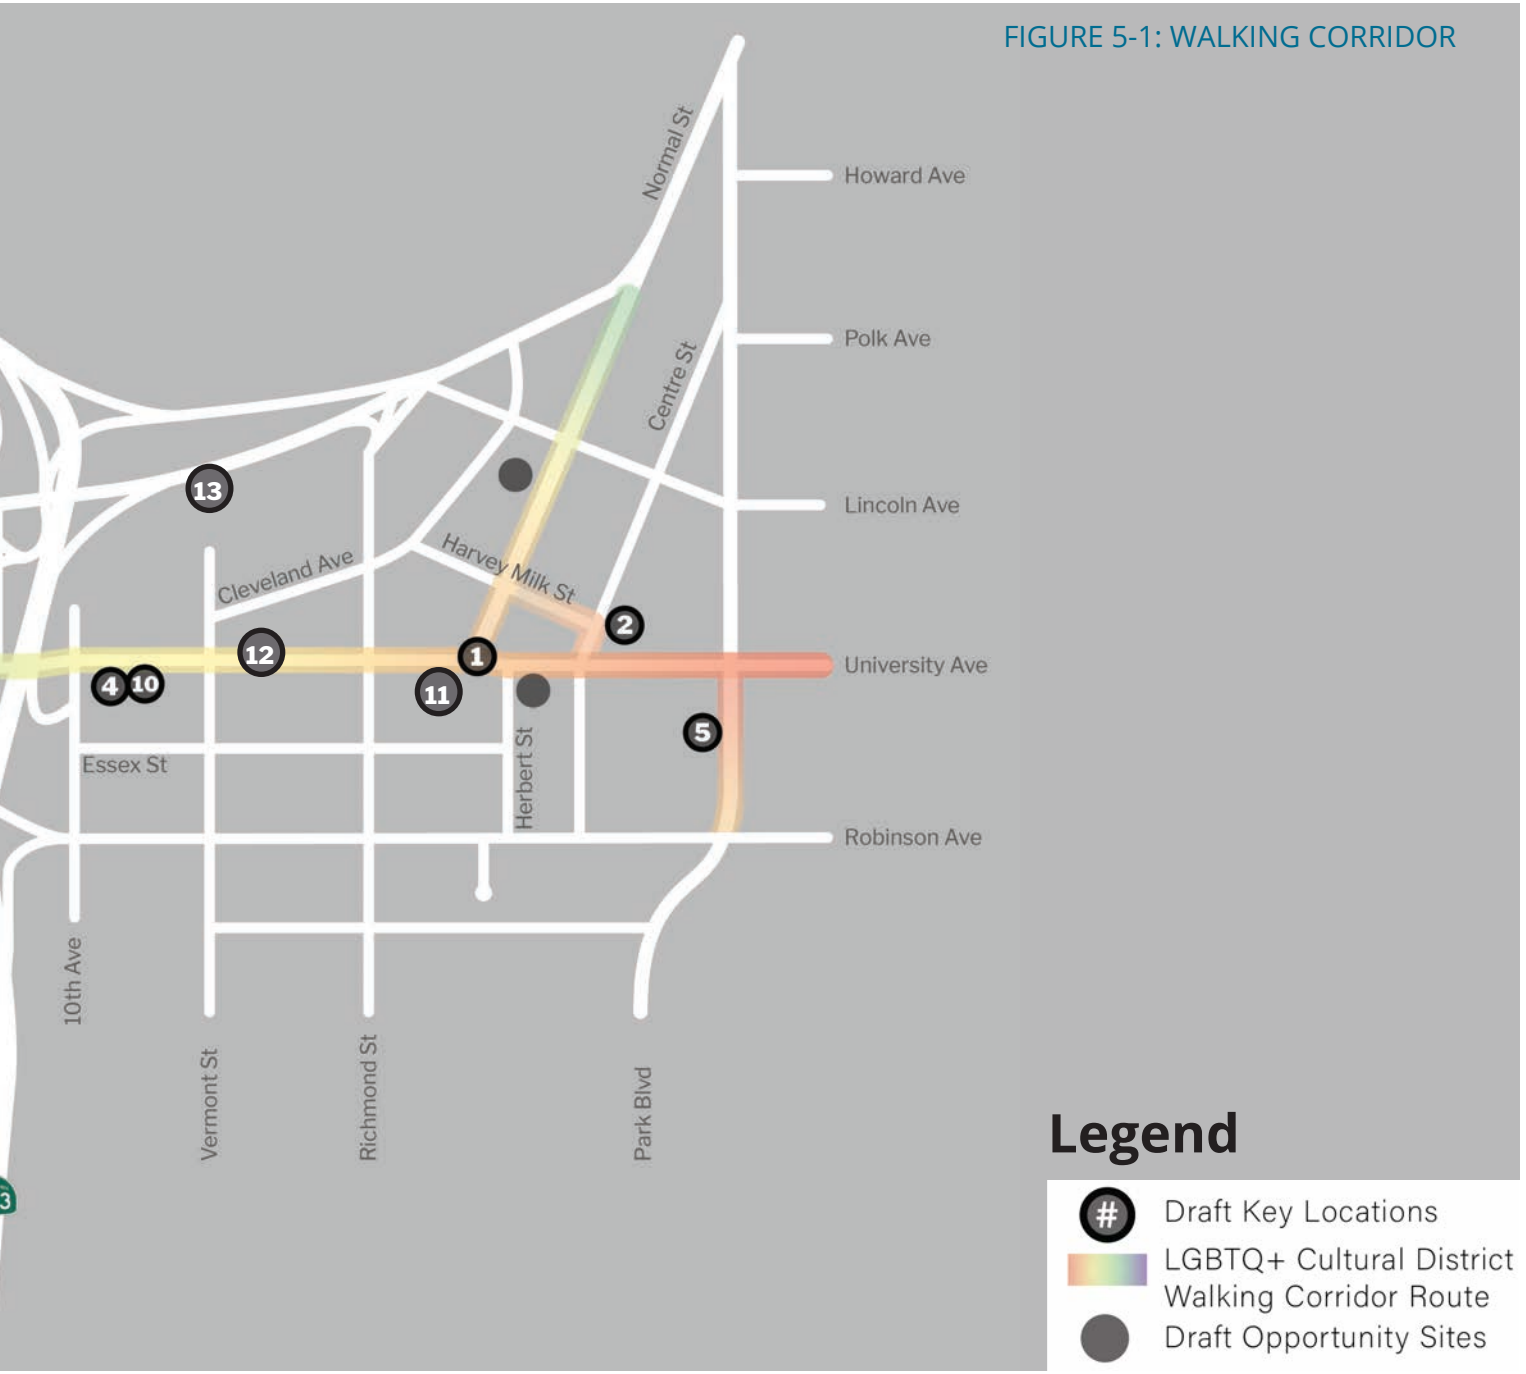 FIGURE 5-1: WALKING CORRIDOR
Normal St
Howard Ave
Centre St
Polk Ave
13
Lincoln Ave
Harvey Milk St
Cleveland Ave
2
12
1
University Ave
4
10
11
5
Essex St
Herbert St
Robinson Ave
10th Ave
Vermont St
Richmond St
Park Blvd
3
Legend
# Draft Key Locations
LGBTQ+ Cultural District
Walking Corridor Route
Draft Opportunity Sites